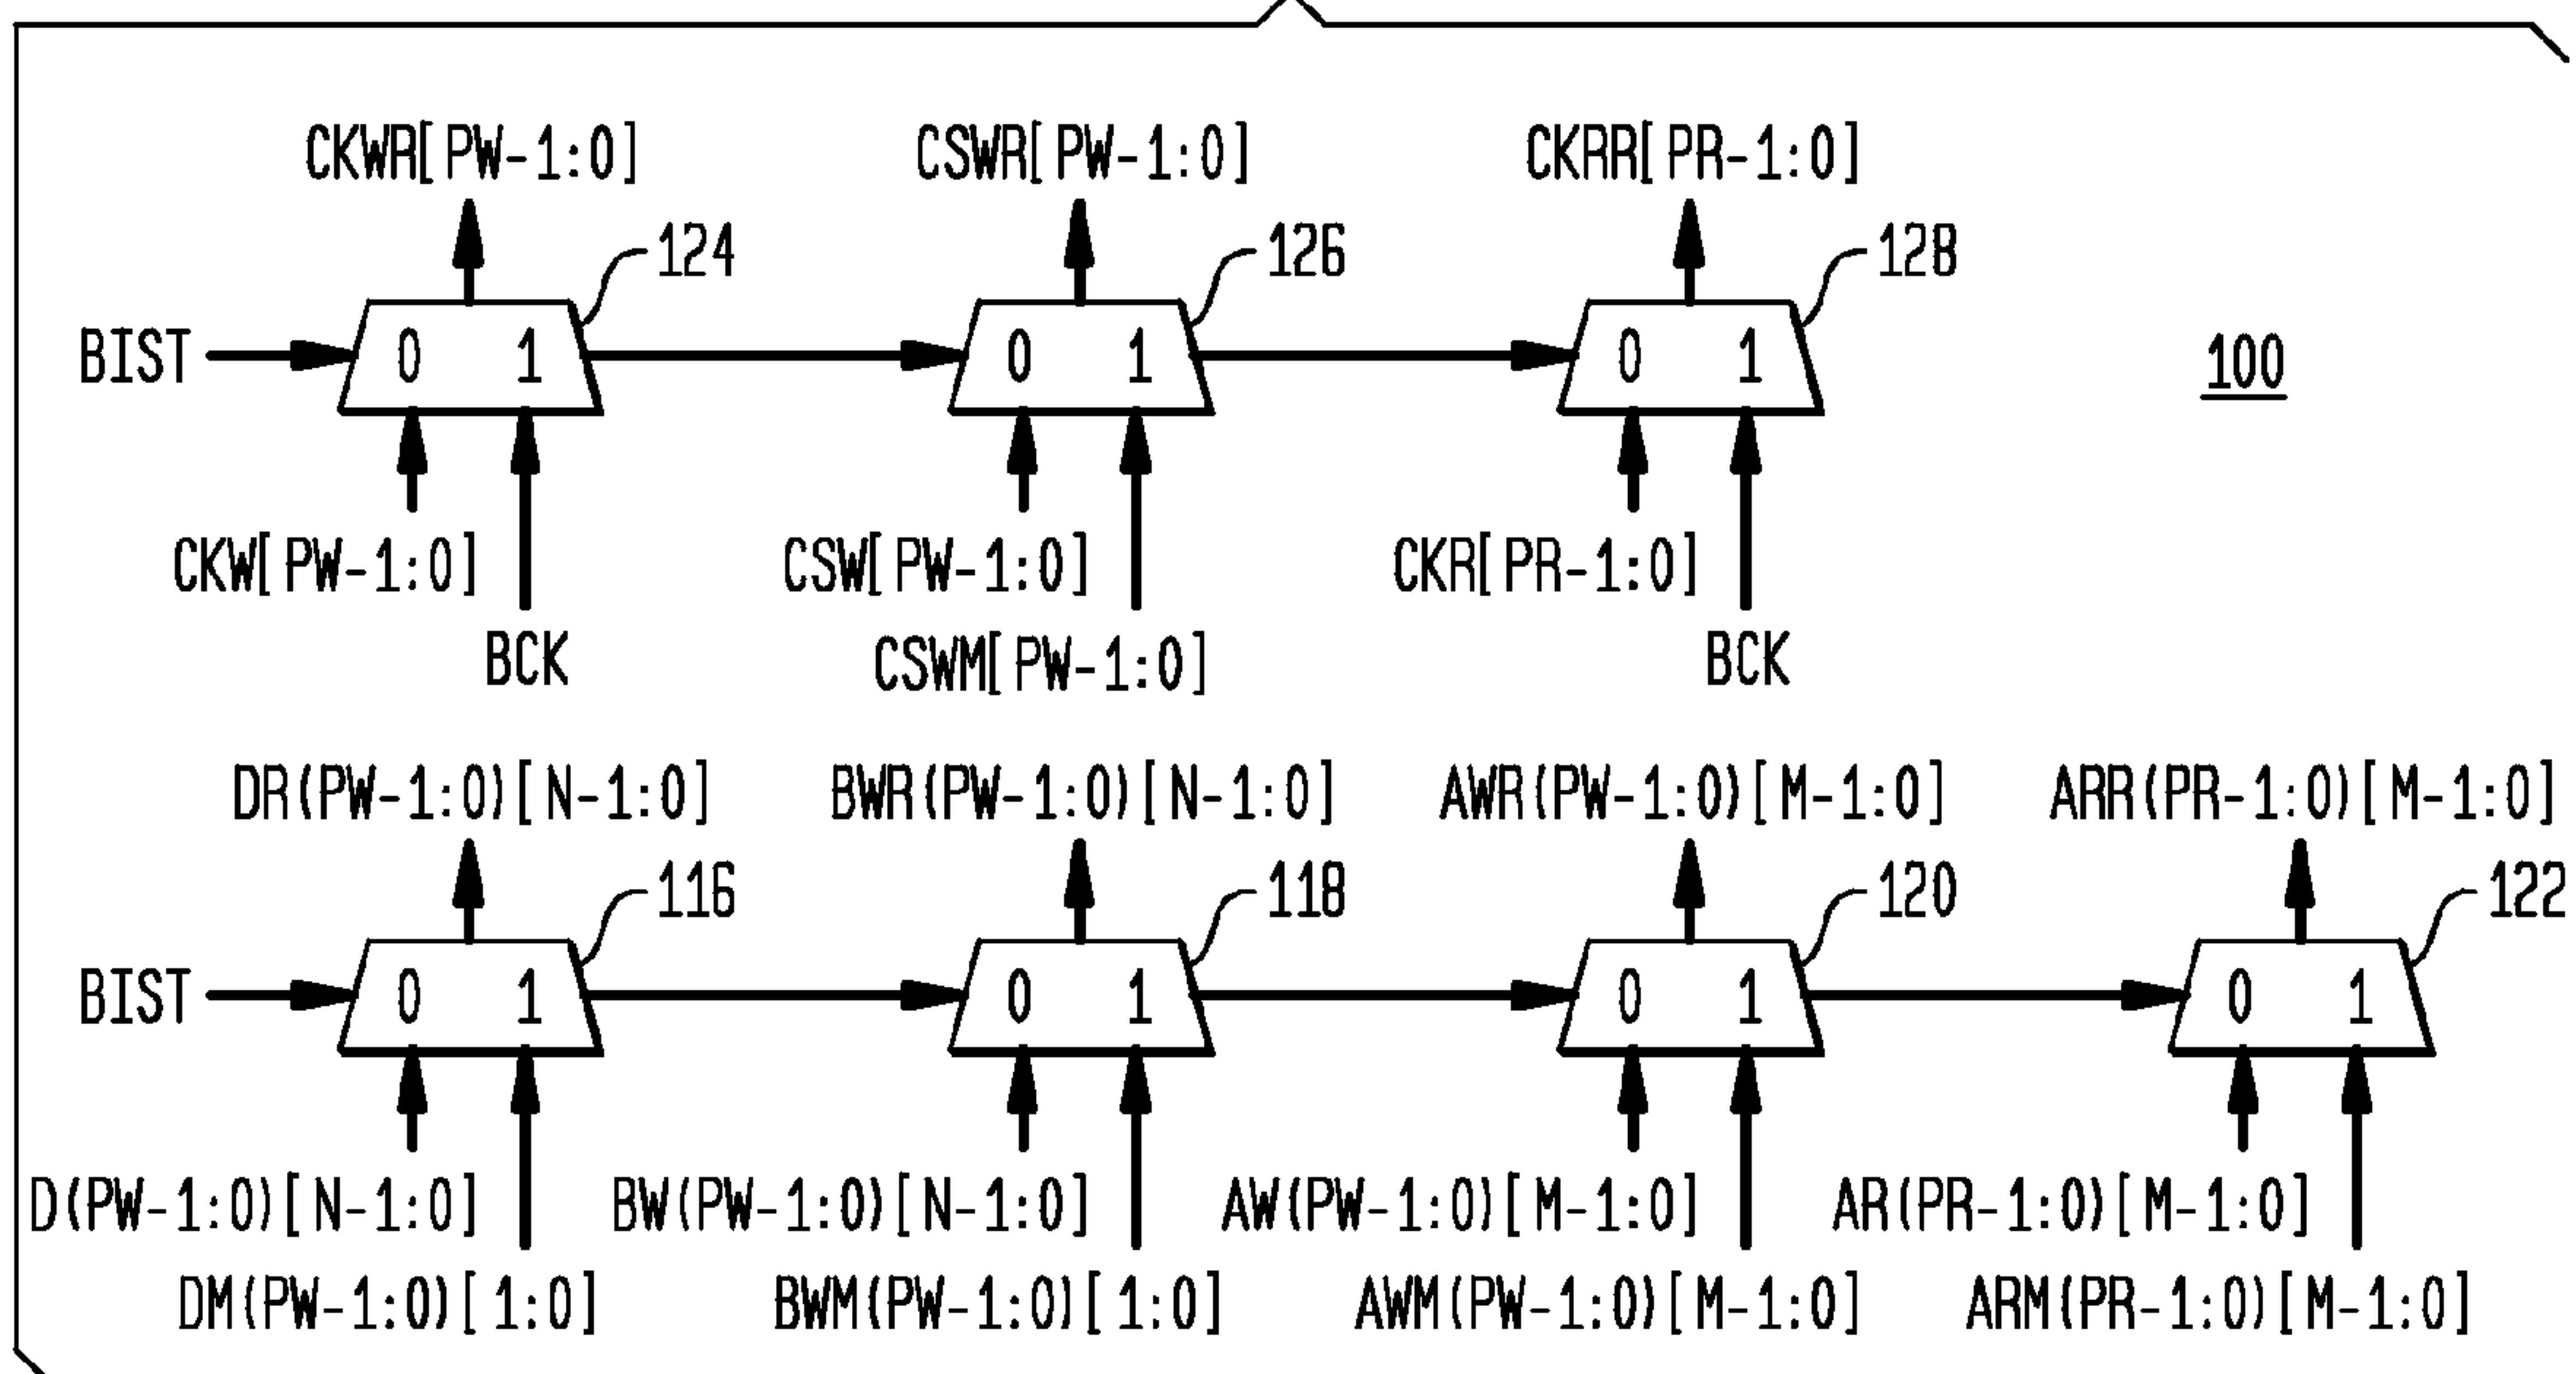 CKWR[PW-1:0] CSWR[PW-1:0] CKRR[PR-1:0]
124 126 128
BIST 0 1 0 1 0 1 100
CKW[PW-1:0] CSW[PW-1:0] CKR[PR-1:0]
BCK CSWM[PW-1:0] BCK
DR(PW-1:0)[N-1:0] BWR(PW-1:0)[N-1:0] AWR(PW-1:0)[M-1:0] ARR(PR-1:0)[M-1:0]
116 118 120 122
BIST 0 1 0 1 0 1 0 1
D(PW-1:0)[N-1:0] BW(PW-1:0)[N-1:0] AW(PW-1:0)[M-1:0] AR(PR-1:0)[M-1:0]
DM(PW-1:0)[1:0] BWM(PW-1:0)[1:0] AWM(PW-1:0)[M-1:0] ARM(PR-1:0)[M-1:0]